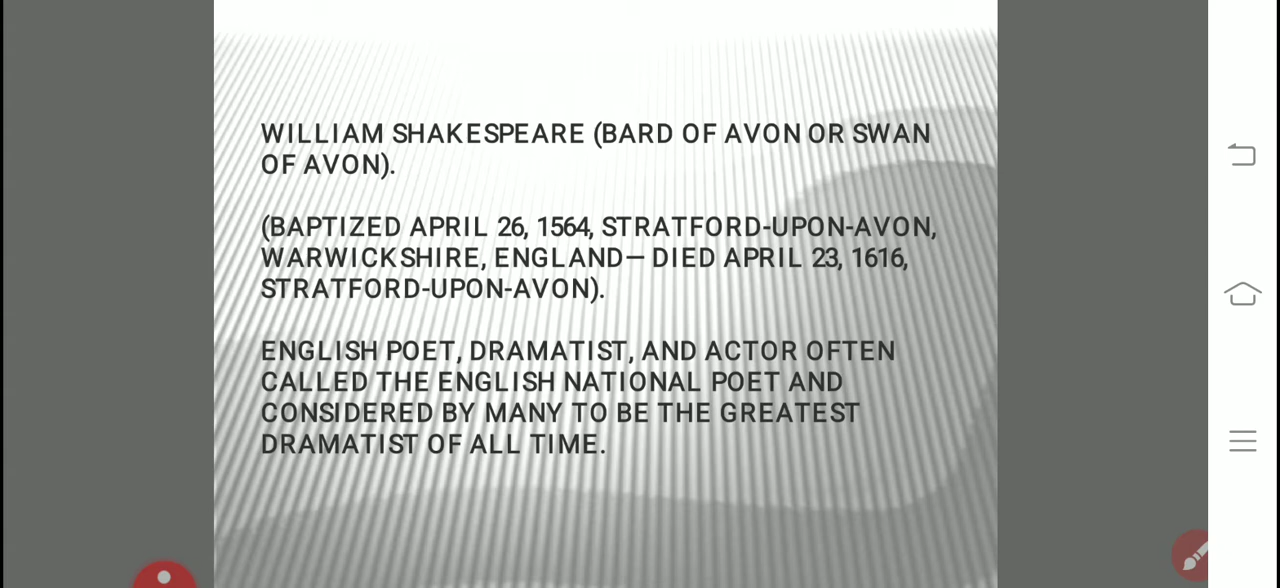 WILLIAM SHAKESPEARE (BARD OF AVON OR SWAN
OF AVON).
(BAPTIZED APRIL 26, 1564, STRATFORD-UPON-AVON,
WARWICKSHIRE, ENGLAND— DIED APRIL 23, 1616,
STRATFORD-UPON-AVON).
ENGLISH POET, DRAMATIST, AND ACTOR OFTEN
CALLED THE ENGLISH NATIONAL POET AND
CONSIDERED BY MANY TO BE THE GREATEST
DRAMATIST OF ALL TIME.